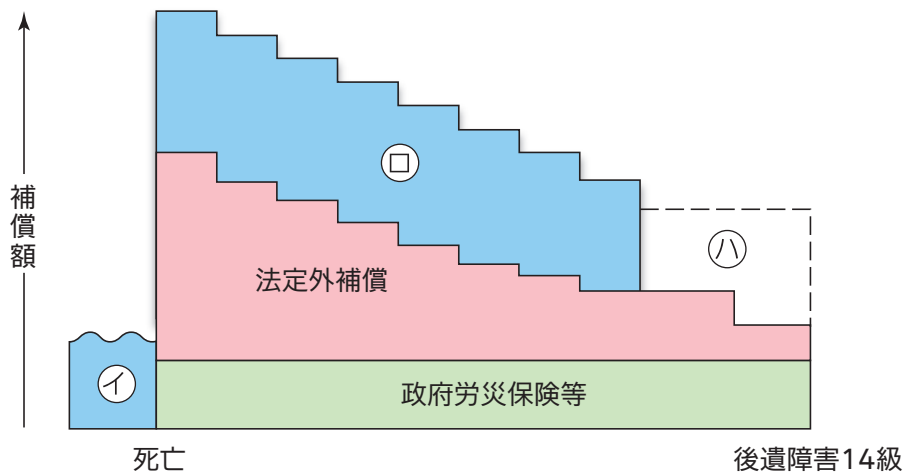 補償額
ロ
ハ
法定外補償
イ
政府労災保険等
死亡
後遺障害14級